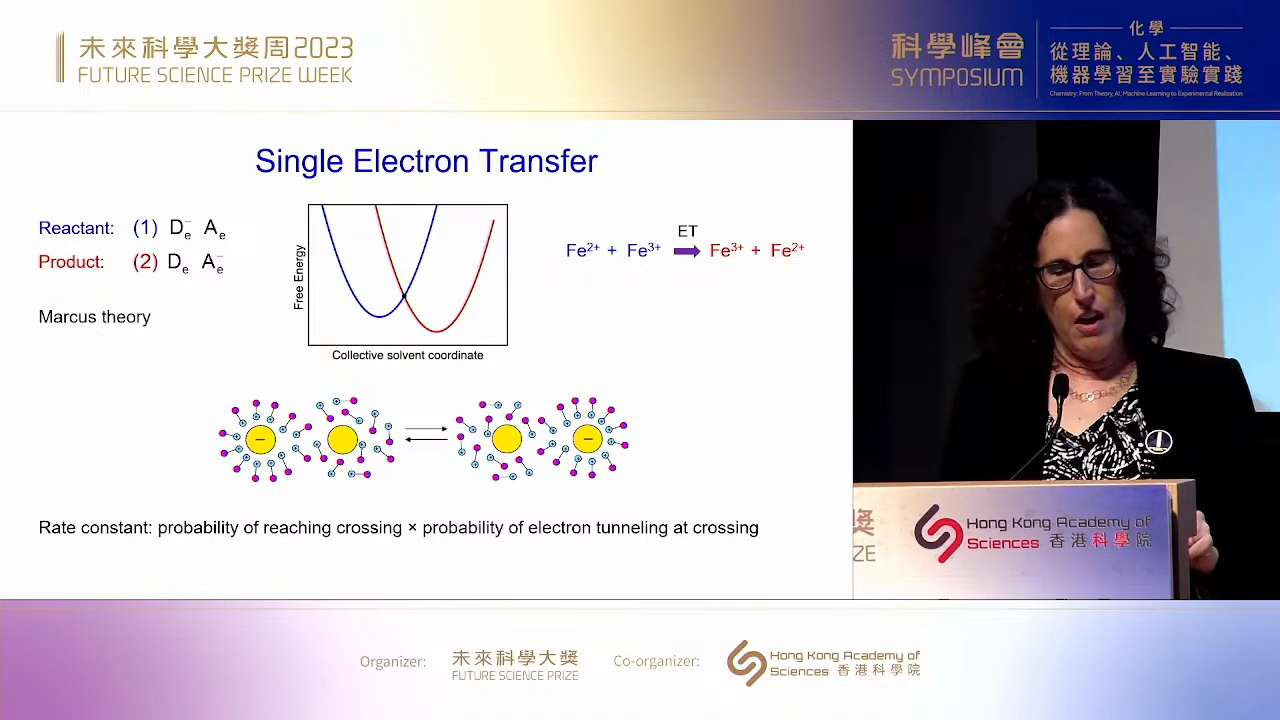 未來科學大獎周2023
FUTURE SCIENCE PRIZE WEEK
科學峰會
SYMPOSIUM
化學
從理論、人工智能、
機器學習至實驗實踐
Chemistry: From Theory, AI, Machine Learning to Experimental Realization
Single Electron Transfer
Reactant: (1) Dₑ⁻ Aₑ
Product: (2) Dₑ Aₑ⁻
Marcus theory
Free Energy
Collective solvent coordinate
ET
Fe²⁺ + Fe³⁺ Fe³⁺ + Fe²⁺
Rate constant: probability of reaching crossing × probability of electron tunneling at crossing
獎
ZE
Hong Kong Academy of
Sciences 香港科學院
Organizer:
未來科學大獎
FUTURE SCIENCE PRIZE
Co-organizer:
Hong Kong Academy of
Sciences 香港科學院